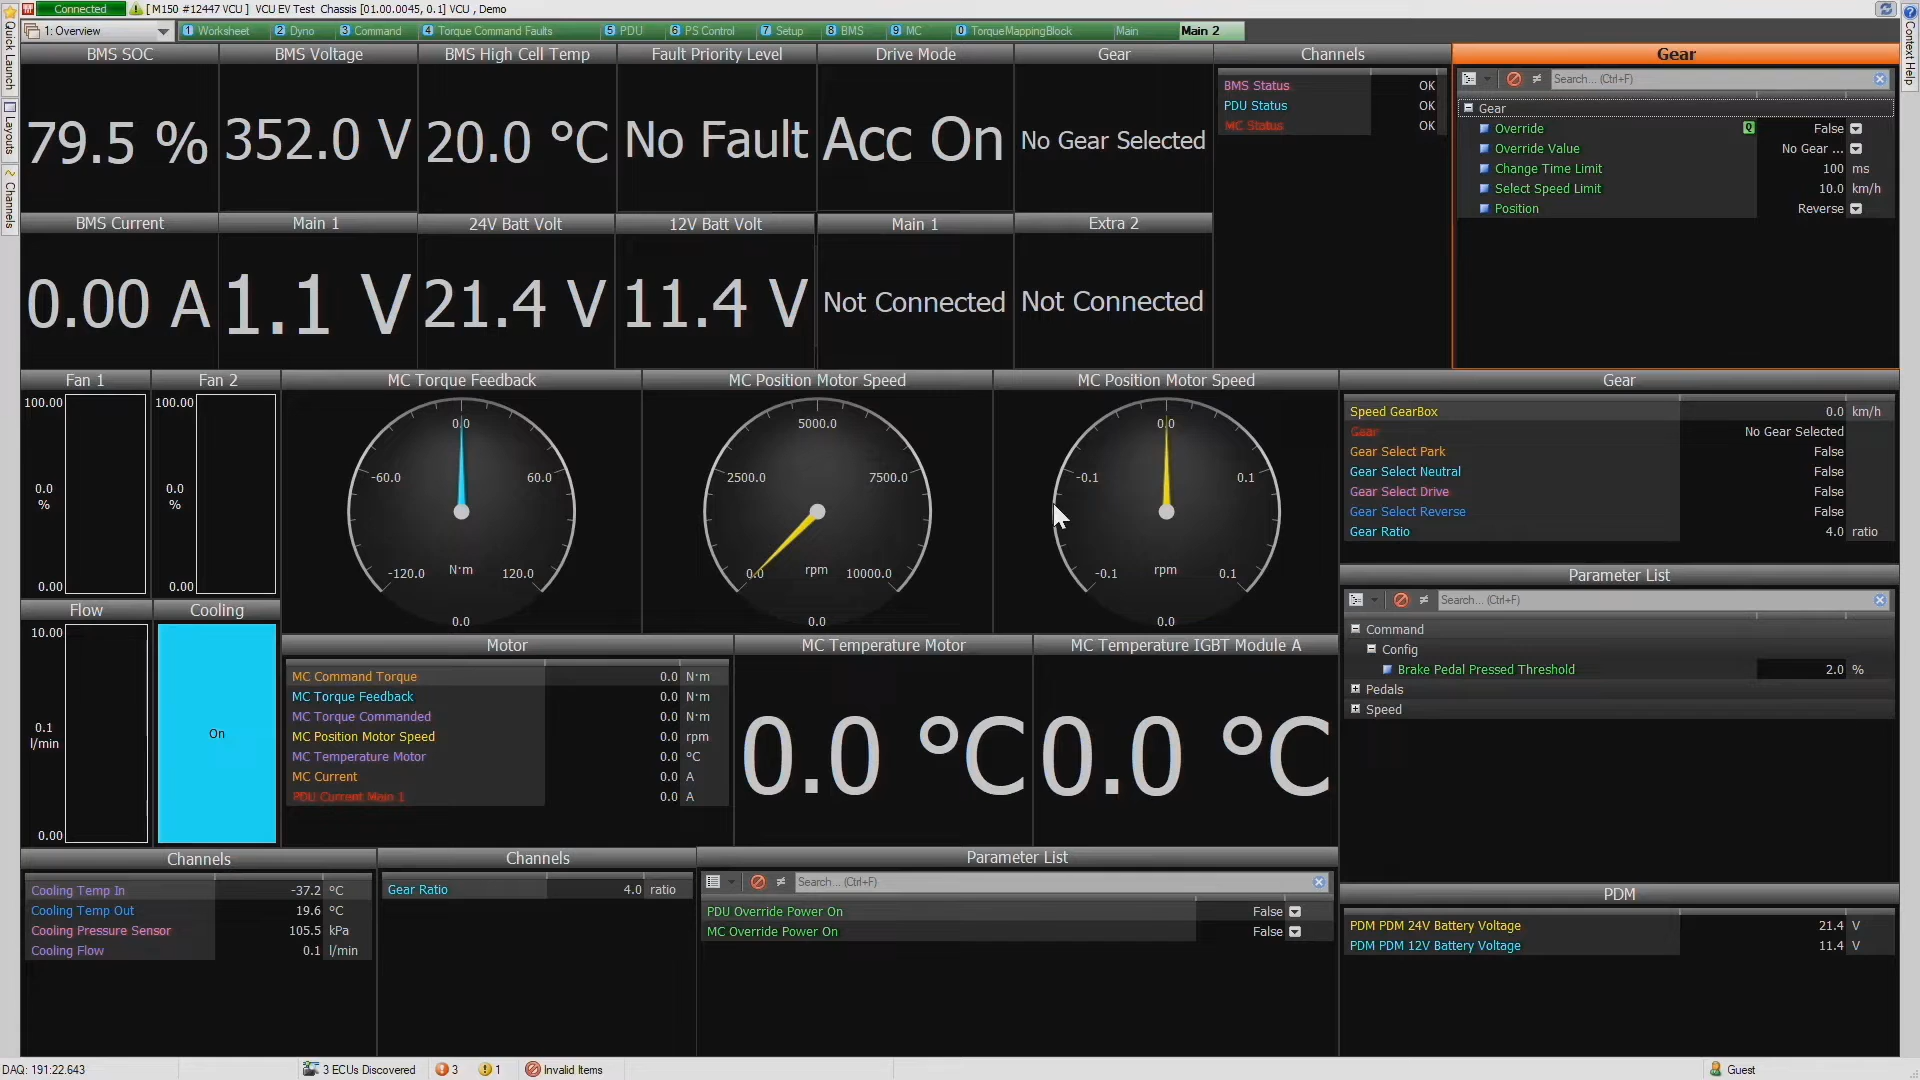 Connected [ M150 #12447 VCU ] VCU EV Test Chassis [01.00.0045, 0.1] VCU , Demo
1: Overview 1 Worksheet 2 Dyno 3 Command 4 Torque Command Faults 5 PDU 6 PS Control 7 Setup 8 BMS 9 MC 0 TorqueMappingBlock Main Main 2
Quick Launch
Layouts
Channels
Context Help
BMS SOC BMS Voltage BMS High Cell Temp Fault Priority Level Drive Mode Gear
79.5 % 352.0 V 20.0 °C No Fault Acc On No Gear Selected
Channels
BMS Status OK
PDU Status OK
MC Status OK
Gear
Search... (Ctrl+F)
Gear
Override Q False
Override Value No Gear ...
Change Time Limit 100 ms
Select Speed Limit 10.0 km/h
Position Reverse
BMS Current Main 1 24V Batt Volt 12V Batt Volt Main 1 Extra 2
0.00 A 1.1 V 21.4 V 11.4 V Not Connected Not Connected
Fan 1
100.00
0.0
%
0.00
Fan 2
100.00
0.0
%
0.00
MC Torque Feedback
0.0
-60.0 60.0
-120.0 N·m 120.0
0.0
MC Position Motor Speed
5000.0
2500.0 7500.0
0.0 rpm 10000.0
0.0
MC Position Motor Speed
0.0
-0.1 0.1
-0.1 rpm 0.1
0.0
Gear
Speed GearBox 0.0 km/h
Gear No Gear Selected
Gear Select Park False
Gear Select Neutral False
Gear Select Drive False
Gear Select Reverse False
Gear Ratio 4.0 ratio
Flow
10.00
0.1
l/min
0.00
Cooling
On
Motor
MC Command Torque 0.0 N·m
MC Torque Feedback 0.0 N·m
MC Torque Commanded 0.0 N·m
MC Position Motor Speed 0.0 rpm
MC Temperature Motor 0.0 °C
MC Current 0.0 A
PDU Current Main 1 0.0 A
MC Temperature Motor
0.0 °C
MC Temperature IGBT Module A
0.0 °C
Parameter List
Search... (Ctrl+F)
Command
Config
Brake Pedal Pressed Threshold 2.0 %
Pedals
Speed
Channels
Cooling Temp In -37.2 °C
Cooling Temp Out 19.6 °C
Cooling Pressure Sensor 105.5 kPa
Cooling Flow 0.1 l/min
Channels
Gear Ratio 4.0 ratio
Parameter List
Search... (Ctrl+F)
PDU Override Power On False
MC Override Power On False
PDM
PDM PDM 24V Battery Voltage 21.4 V
PDM PDM 12V Battery Voltage 11.4 V
DAQ: 191:22.643 3 ECUs Discovered 3 1 Invalid Items Guest